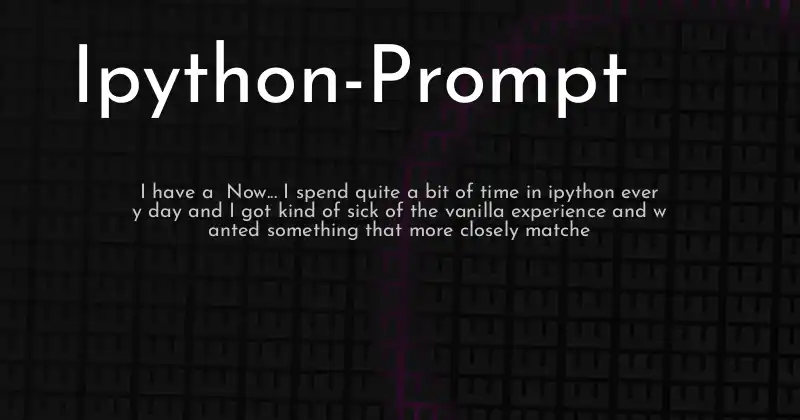 Ipython-Prompt
I have a  Now... I spend quite a bit of time in ipython ever
y day and I got kind of sick of the vanilla experience and w
anted something that more closely matche